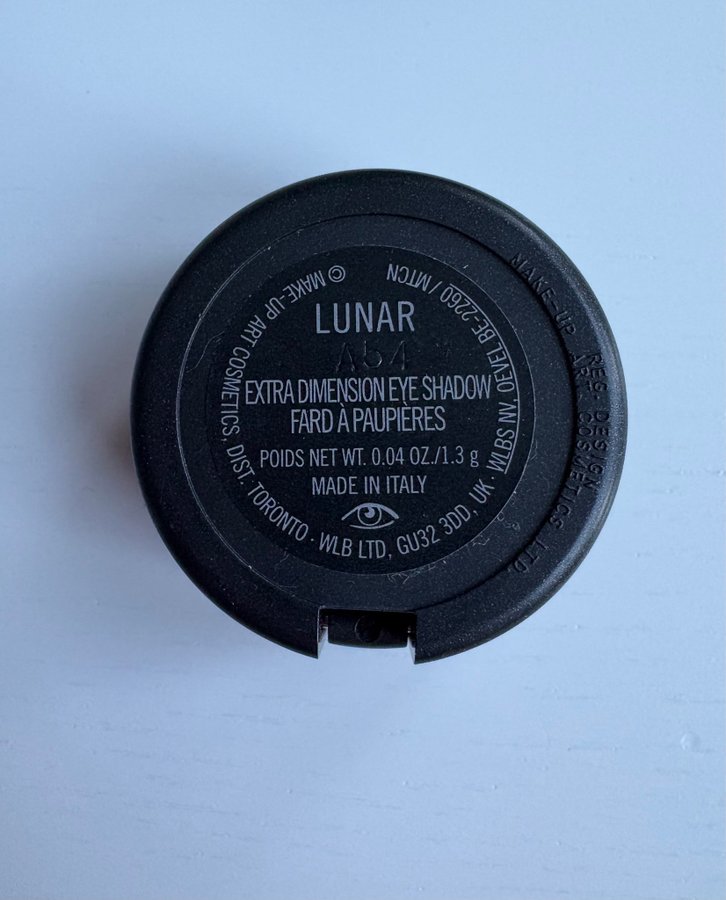 LUNAR
A54
EXTRA DIMENSION EYE SHADOW
FARD À PAUPIÈRES
POIDS NET WT. 0.04 OZ./1.3 g
MADE IN ITALY
© MAKE-UP ART COSMETICS, DIST. TORONTO · WLB LTD, GU32 3DD, UK · WLBS NV, OEVEL BE-2260 / MTCN
REG. DESIGN
MAKE-UP ART COSMETICS LTD.